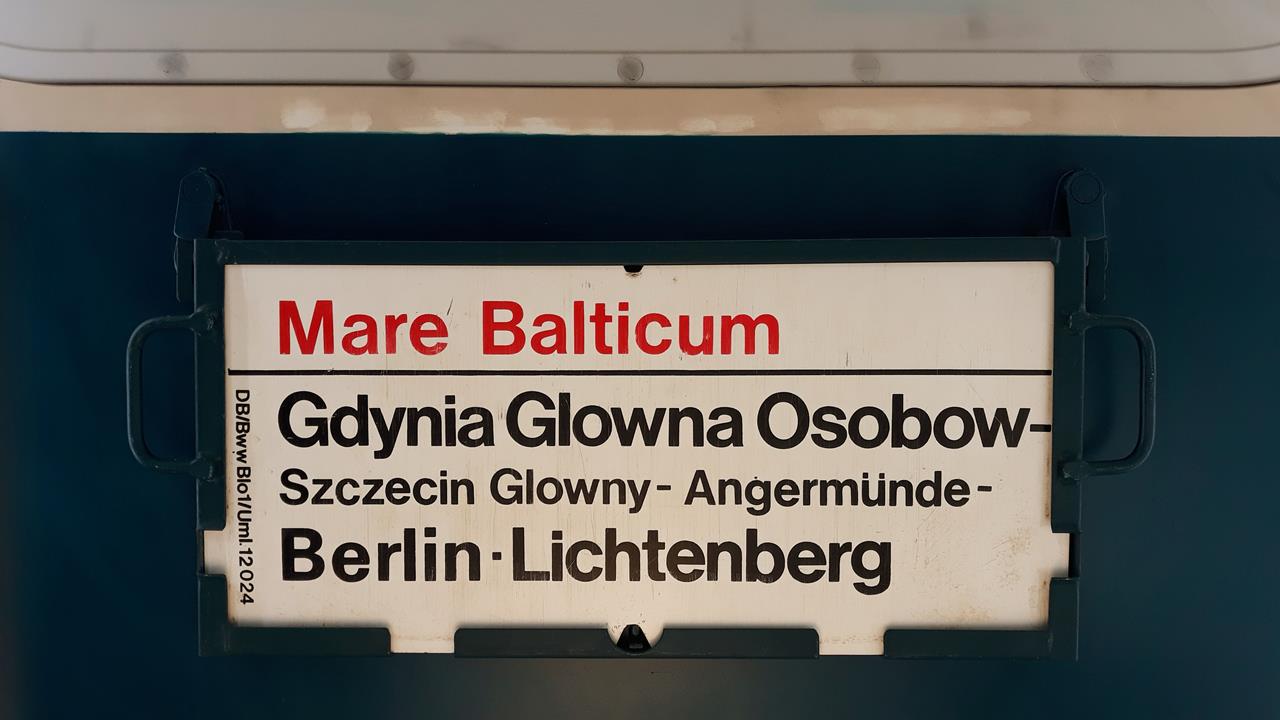 Mare Balticum
Gdynia Glowna Osobow-
Szczecin Glowny - Angermünde -
Berlin · Lichtenberg
DB/Bww Blo1/Uml.12024